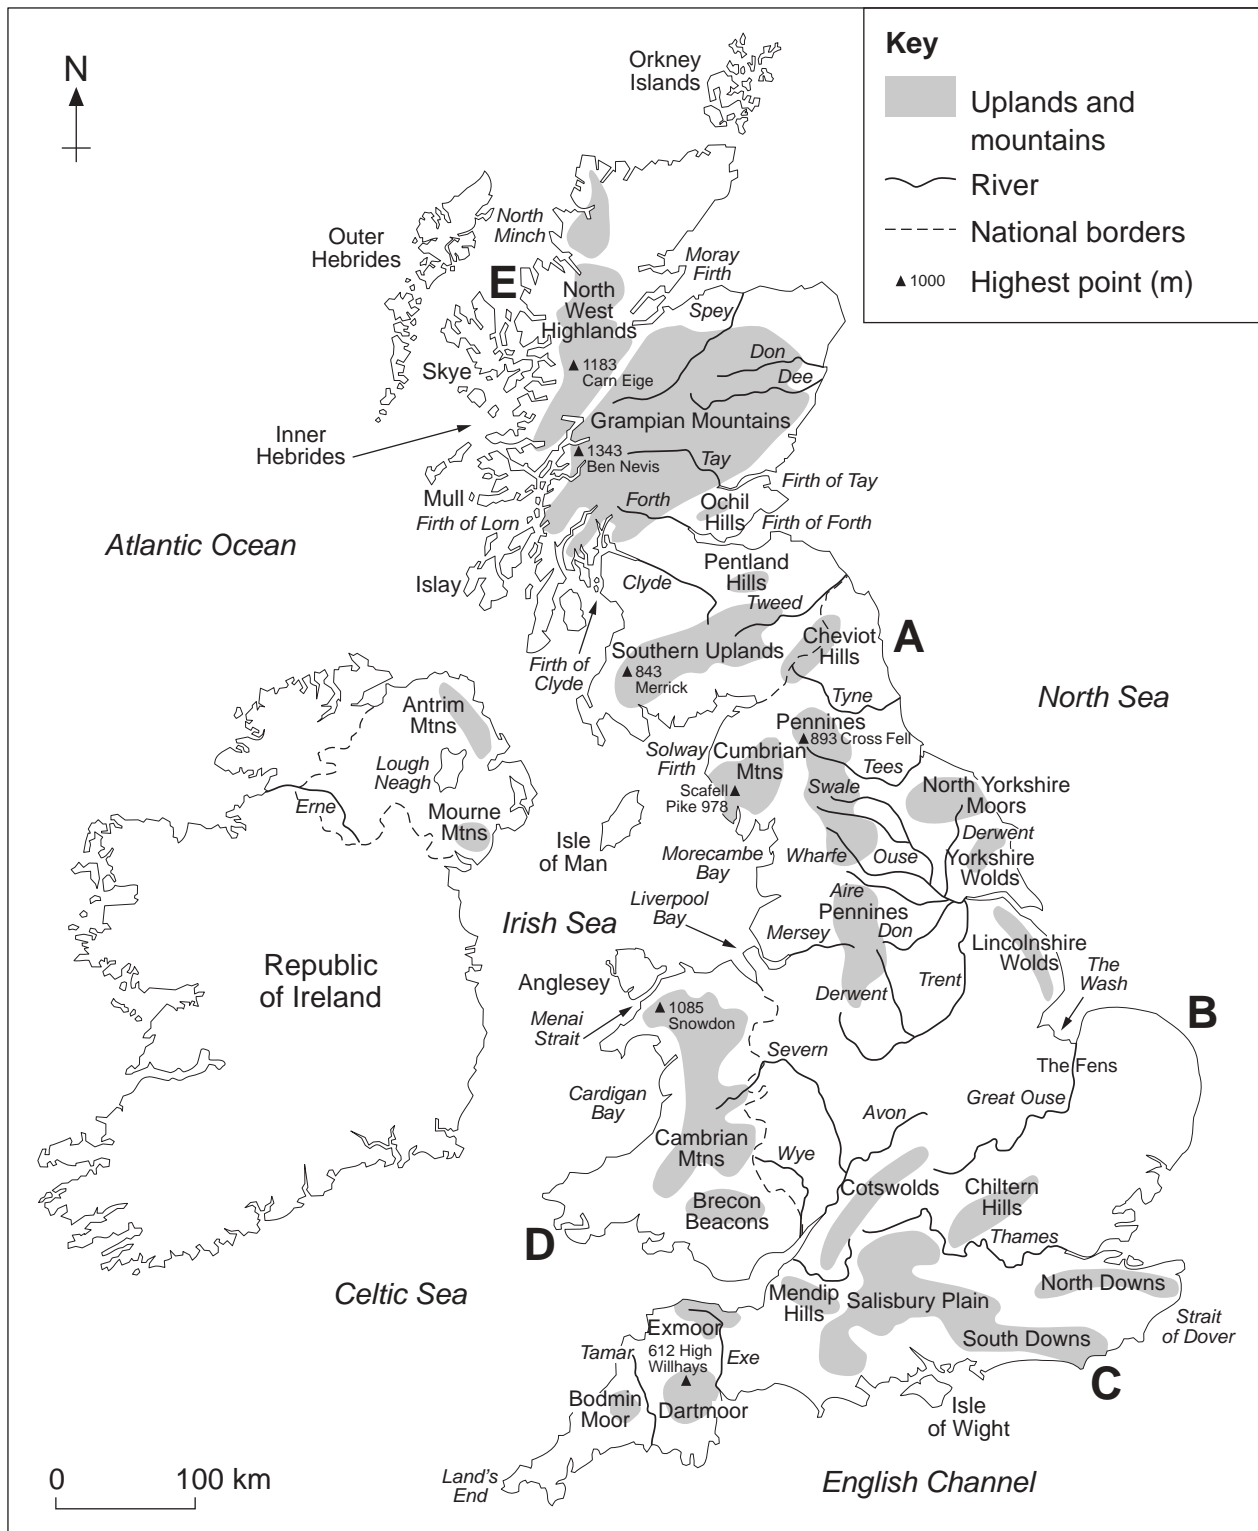 Key
Uplands and
mountains
River
National borders
1000
Highest point (m)
N
Orkney
Islands
North
Minch
Outer
Hebrides
E
Moray
Firth
North
West
Highlands
Spey
Don
Dee
1183
Carn Eige
Skye
Grampian Mountains
Inner
Hebrides
1343
Ben Nevis
Tay
Firth of Tay
Mull
Forth
Ochil
Hills
Firth of Lorn
Firth of Forth
Atlantic Ocean
Pentland
Hills
Islay
Clyde
Tweed
Cheviot
Hills
A
Southern Uplands
Firth of
Clyde
843
Merrick
Tyne
North Sea
Antrim
Mtns
Pennines
893 Cross Fell
Solway
Firth
Cumbrian
Mtns
Tees
Lough
Neagh
Scafell
Pike 978
Swale
North Yorkshire
Moors
Erne
Mourne
Mtns
Isle
of Man
Derwent
Morecambe
Bay
Wharfe
Ouse
Yorkshire
Wolds
Liverpool
Bay
Aire
Pennines
Irish Sea
Mersey
Don
Lincolnshire
Wolds
Republic
of Ireland
The
Wash
Anglesey
Derwent
Trent
1085
Snowdon
B
Menai
Strait
Severn
The Fens
Cardigan
Bay
Avon
Great Ouse
Cambrian
Mtns
Wye
Cotswolds
Chiltern
Hills
Brecon
Beacons
D
Thames
Celtic Sea
Mendip
Hills
Salisbury Plain
North Downs
Strait
of Dover
Exmoor
South Downs
Tamar
612 High
Willhays
Exe
C
Bodmin
Moor
Dartmoor
Isle
of Wight
Land's
End
English Channel
0
100 km